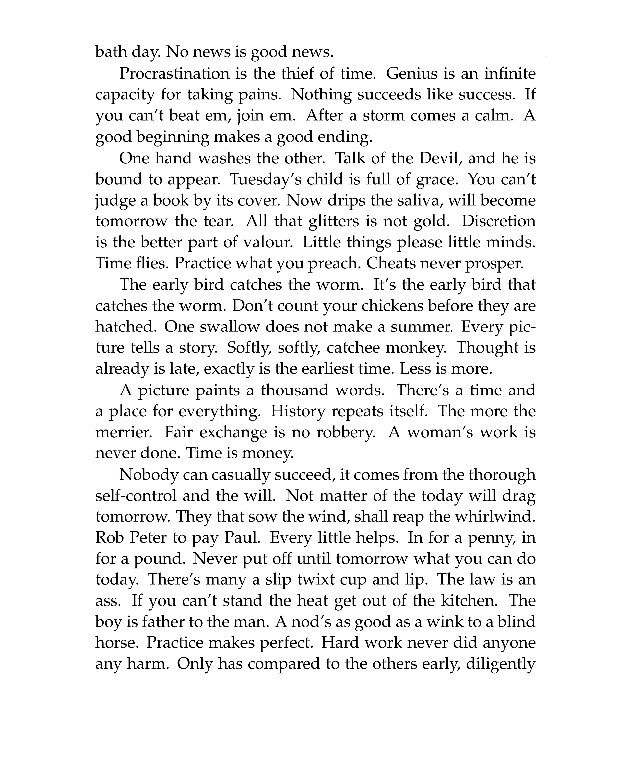 bath day. No news is good news.
Procrastination is the thief of time. Genius is an infinite
capacity for taking pains. Nothing succeeds like success. If
you can't beat em, join em. After a storm comes a calm. A
good beginning makes a good ending.
One hand washes the other. Talk of the Devil, and he is
bound to appear. Tuesday's child is full of grace. You can't
judge a book by its cover. Now drips the saliva, will become
tomorrow the tear. All that glitters is not gold. Discretion
is the better part of valour. Little things please little minds.
Time flies. Practice what you preach. Cheats never prosper.
The early bird catches the worm. It's the early bird that
catches the worm. Don't count your chickens before they are
hatched. One swallow does not make a summer. Every pic-
ture tells a story. Softly, softly, catchee monkey. Thought is
already is late, exactly is the earliest time. Less is more.
A picture paints a thousand words. There's a time and
a place for everything. History repeats itself. The more the
merrier. Fair exchange is no robbery. A woman's work is
never done. Time is money.
Nobody can casually succeed, it comes from the thorough
self-control and the will. Not matter of the today will drag
tomorrow. They that sow the wind, shall reap the whirlwind.
Rob Peter to pay Paul. Every little helps. In for a penny, in
for a pound. Never put off until tomorrow what you can do
today. There's many a slip twixt cup and lip. The law is an
ass. If you can't stand the heat get out of the kitchen. The
boy is father to the man. A nod's as good as a wink to a blind
horse. Practice makes perfect. Hard work never did anyone
any harm. Only has compared to the others early, diligently